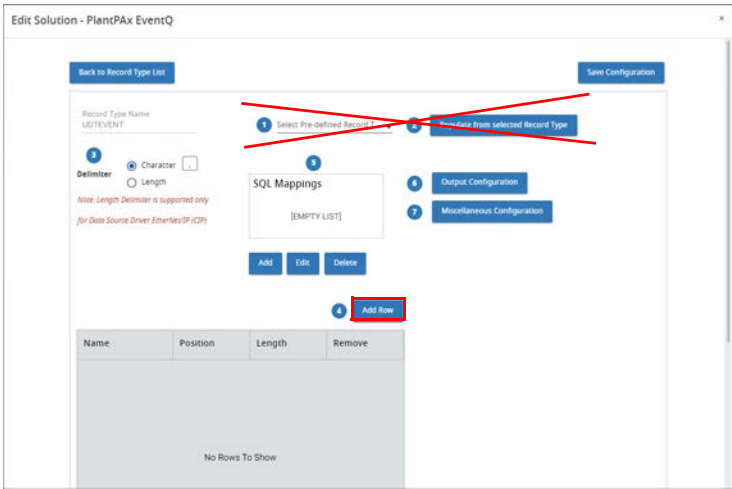 Edit Solution - PlantPAx EventQ
×
Back to Record Type List
Save Configuration
Record Type Name
UDTEVENT
1 Select Pre-defined Record T
2 Populate from selected Record Type
3
Delimiter
Character .
Length
Note: Length Delimiter is supported only
for Data Source Driver EtherNet/IP (CIP)
5
SQL Mappings
[EMPTY LIST]
Add Edit Delete
6 Output Configuration
7 Miscellaneous Configuration
4 Add Row
Name Position Length Remove
No Rows To Show